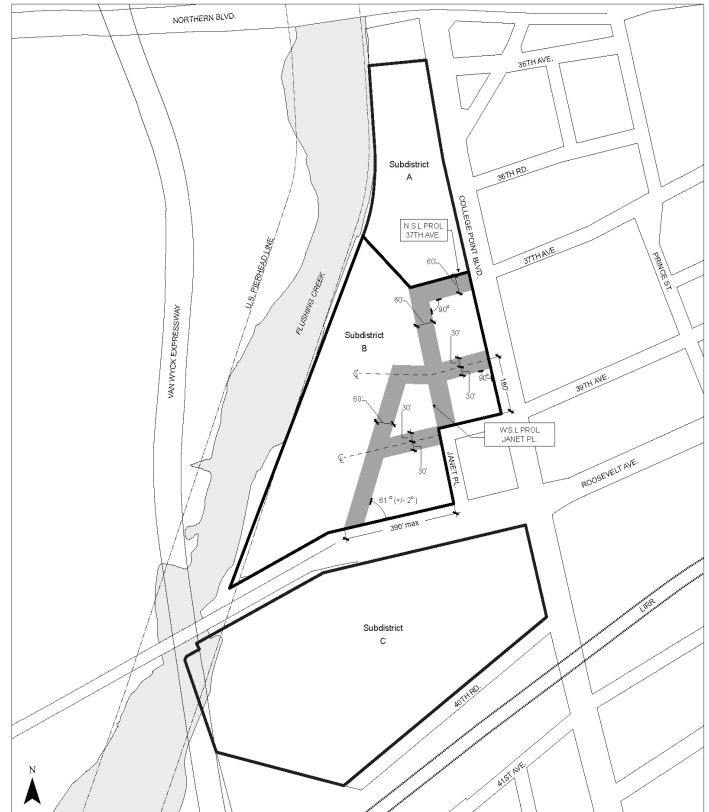 NORTHERN BLVD.
36TH AVE.
Subdistrict
A
36TH RD.
COLLEGE POINT BLVD.
N.S.L PROL
37TH AVE.
37TH AVE.
PRINCE ST.
U.S. PIERHEAD LINE
FLUSHING CREEK
VAN WYCK EXPRESSWAY
60'
60'
90°
Subdistrict
B
30'
30'
90°
180'
39TH AVE.
60'
30'
30'
W.S.L PROL
JANET PL.
JANET PL.
ROOSEVELT AVE.
61° (+/- 2°)
390' max
LIRR
Subdistrict
C
40TH RD.
41ST AVE.
N